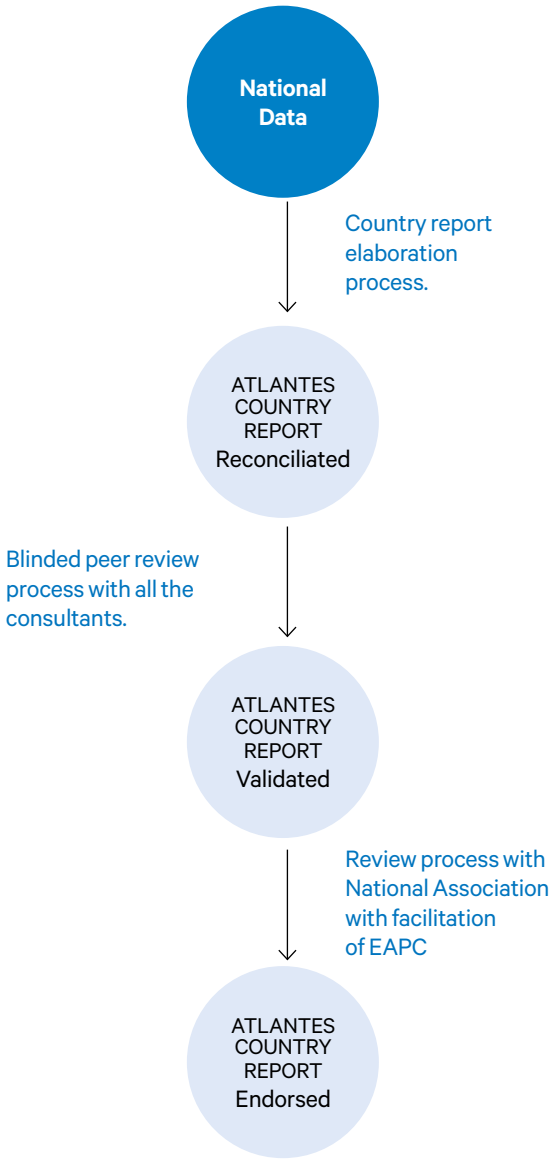 National
Data
Country report
elaboration
process.
ATLANTES
COUNTRY
REPORT
Reconciliated
Blinded peer review
process with all the
consultants.
ATLANTES
COUNTRY
REPORT
Validated
Review process with
National Association
with facilitation
of EAPC
ATLANTES
COUNTRY
REPORT
Endorsed